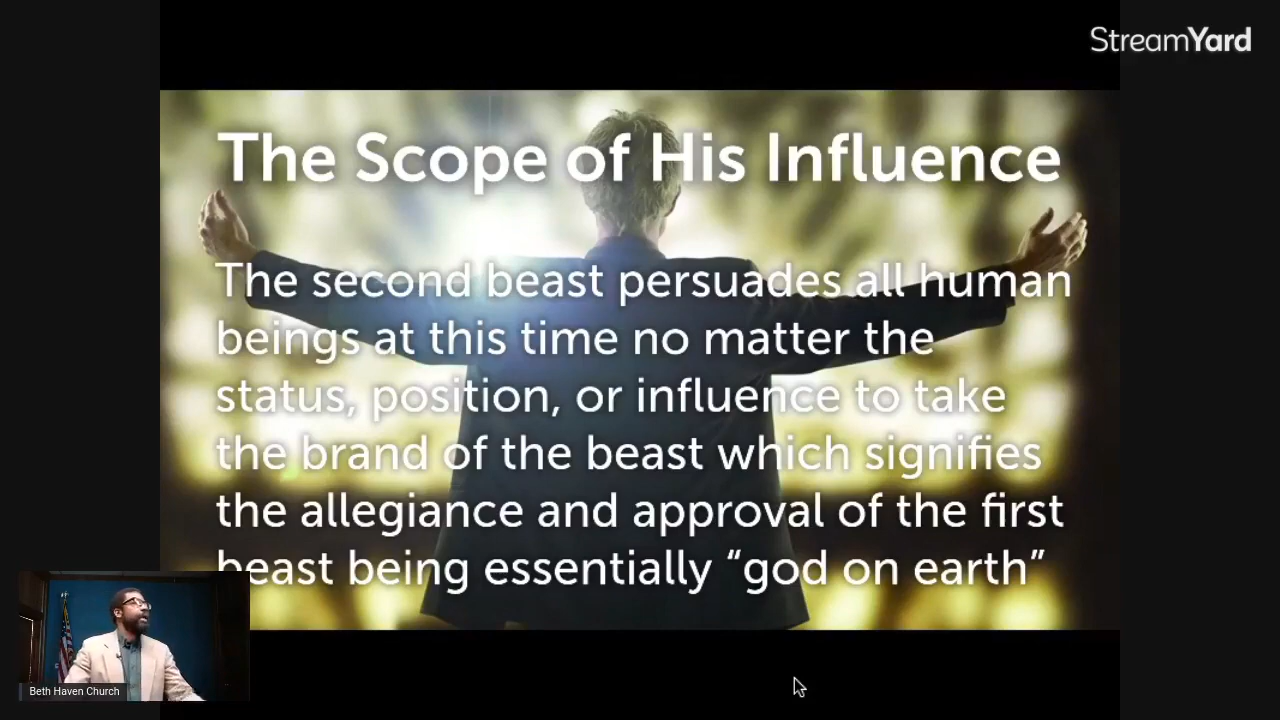 StreamYard
The Scope of His Influence
The second beast persuades all human
beings at this time no matter the
status, position, or influence to take
the brand of the beast which signifies
the allegiance and approval of the first
beast being essentially “god on earth”
Beth Haven Church